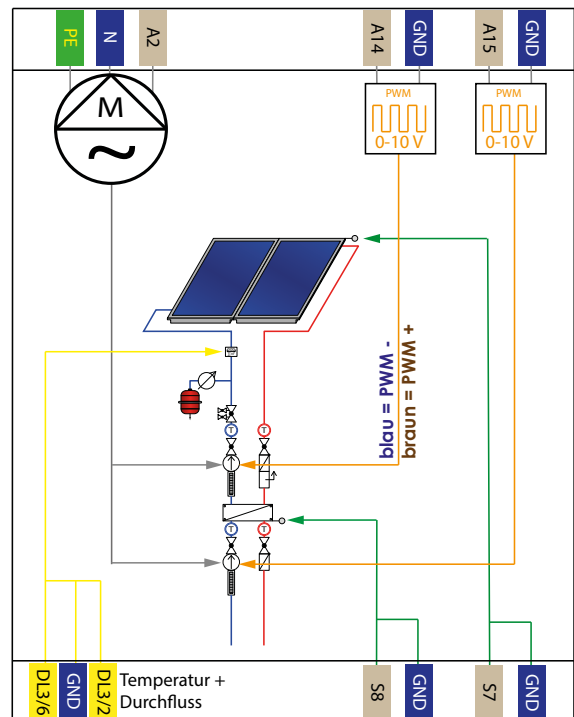 PE
N
A2
A14
GND
A15
GND
M
~
PWM
0-10 V
PWM
0-10 V
blau = PWM -
braun = PWM +
T
T
T
T
DL3/6
GND
DL3/2
Temperatur +
Durchfluss
S8
GND
S7
GND